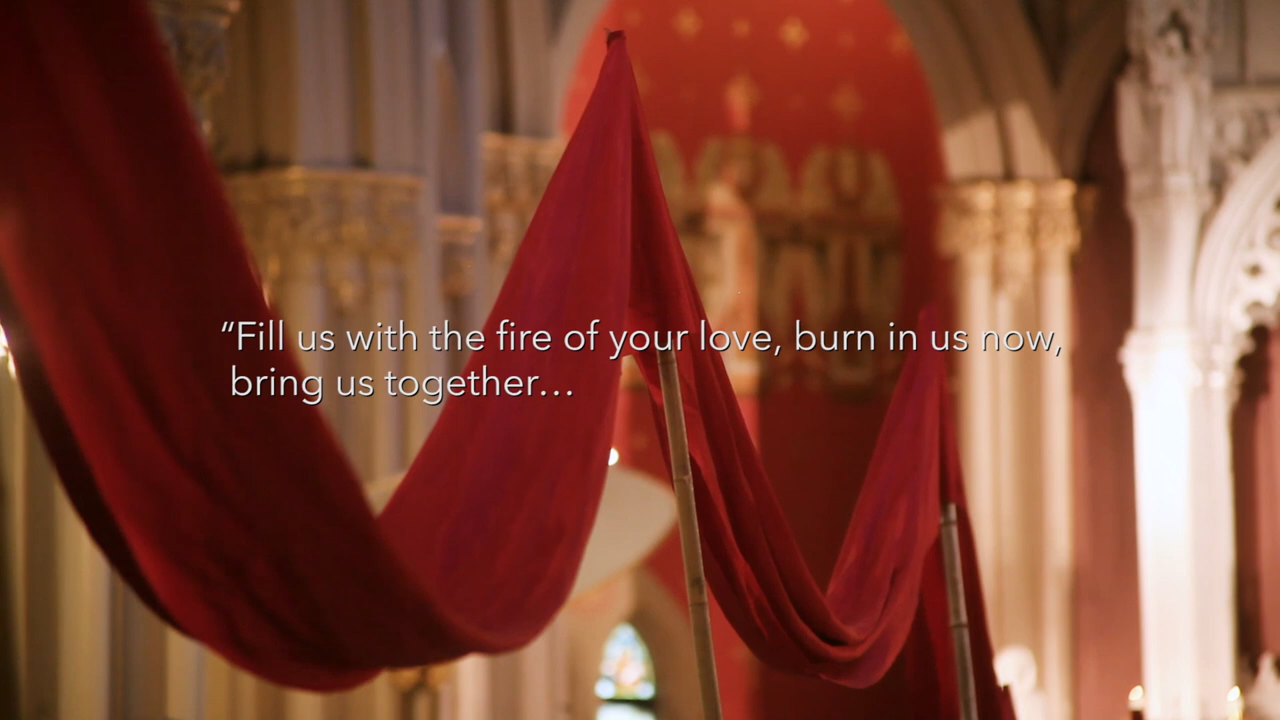 “Fill us with the fire of your love, burn in us now,
bring us together…